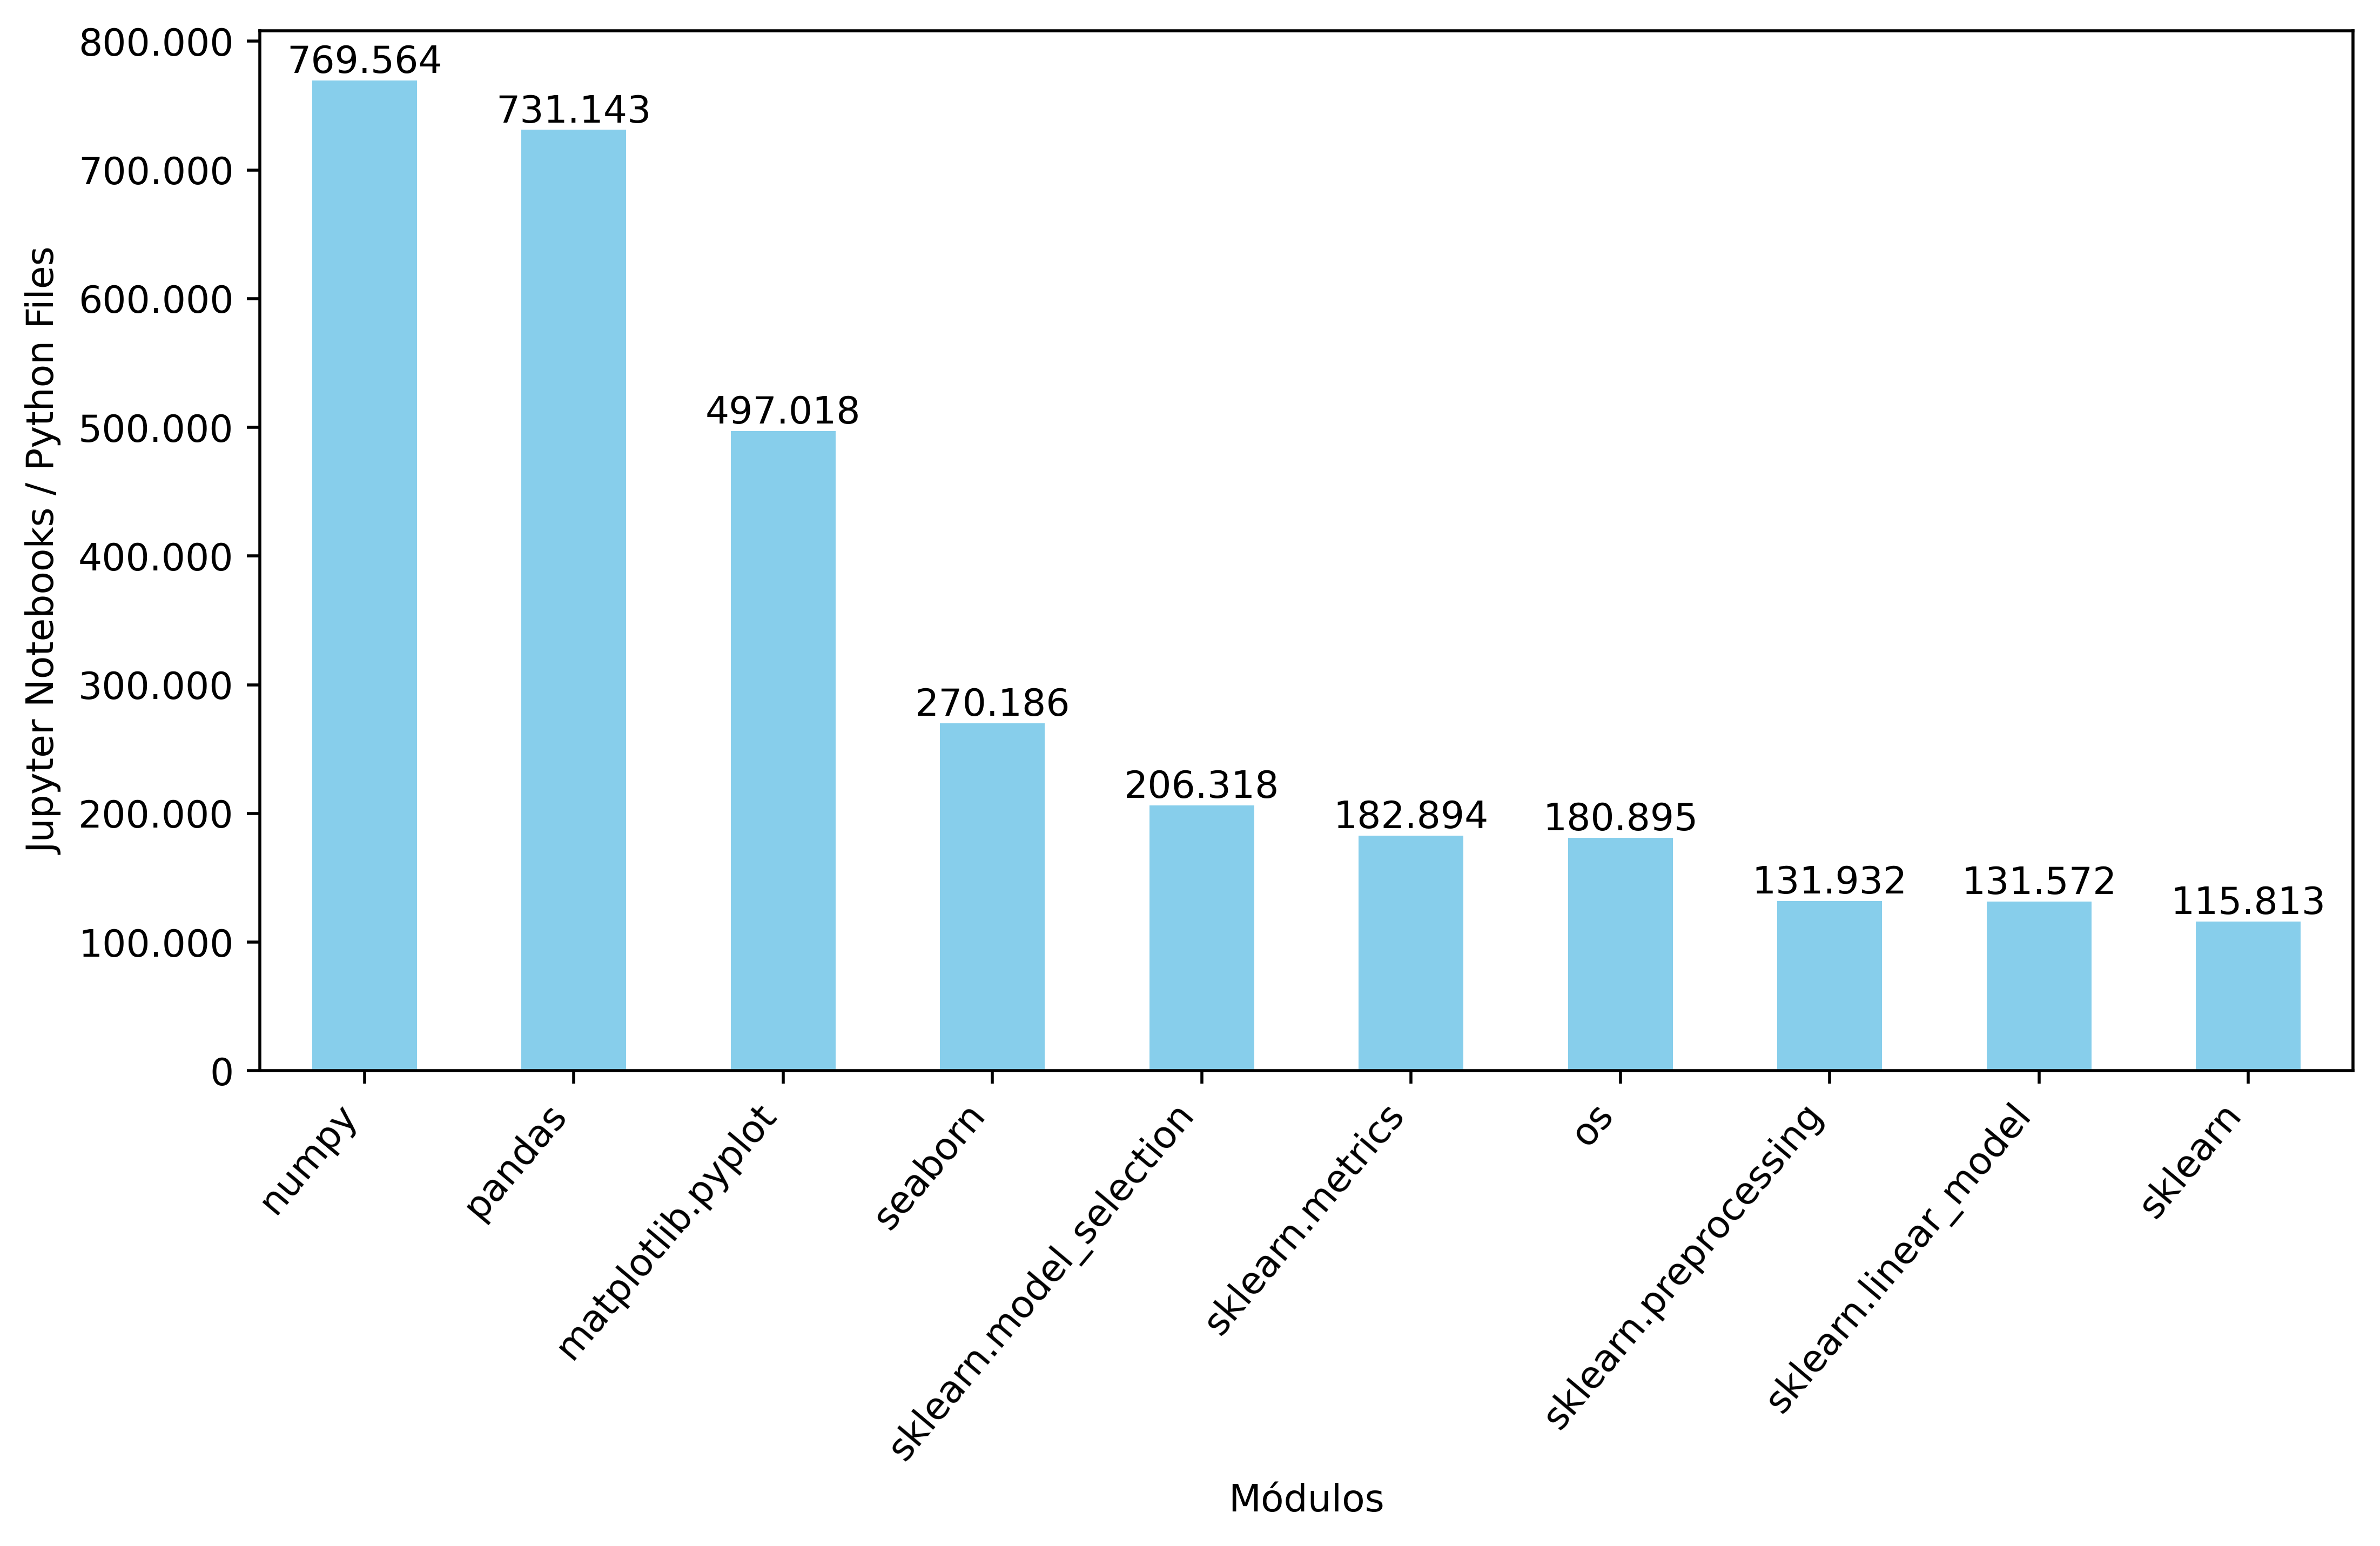 Jupyter Notebooks / Python Files
800.000
700.000
600.000
500.000
400.000
300.000
200.000
100.000
0
769.564
731.143
497.018
270.186
206.318
182.894
180.895
131.932
131.572
115.813
numpy
pandas
matplotlib.pyplot
seaborn
sklearn.model_selection
sklearn.metrics
os
sklearn.preprocessing
sklearn.linear_model
sklearn
Módulos